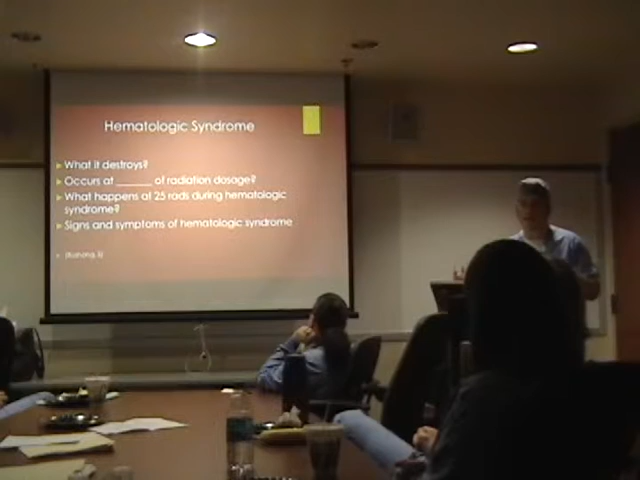 Hematologic Syndrome
What it destroys?
Occurs at _______ of radiation dosage?
What happens at 25 rads during hematologic
syndrome?
Signs and symptoms of hematologic syndrome